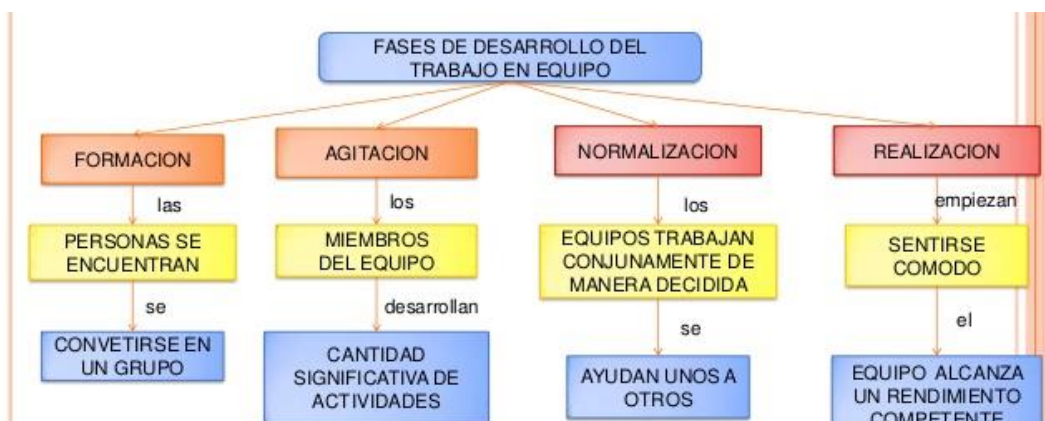 FASES DE DESARROLLO DEL
TRABAJO EN EQUIPO
FORMACION
las
PERSONAS SE
ENCUENTRAN
se
CONVETIRSE EN
UN GRUPO
AGITACION
los
MIEMBROS
DEL EQUIPO
desarrollan
CANTIDAD
SIGNIFICATIVA DE
ACTIVIDADES
NORMALIZACION
los
EQUIPOS TRABAJAN
CONJUNAMENTE DE
MANERA DECIDIDA
se
AYUDAN UNOS A
OTROS
REALIZACION
empiezan
SENTIRSE
COMODO
el
EQUIPO ALCANZA
UN RENDIMIENTO
COMPETENTE